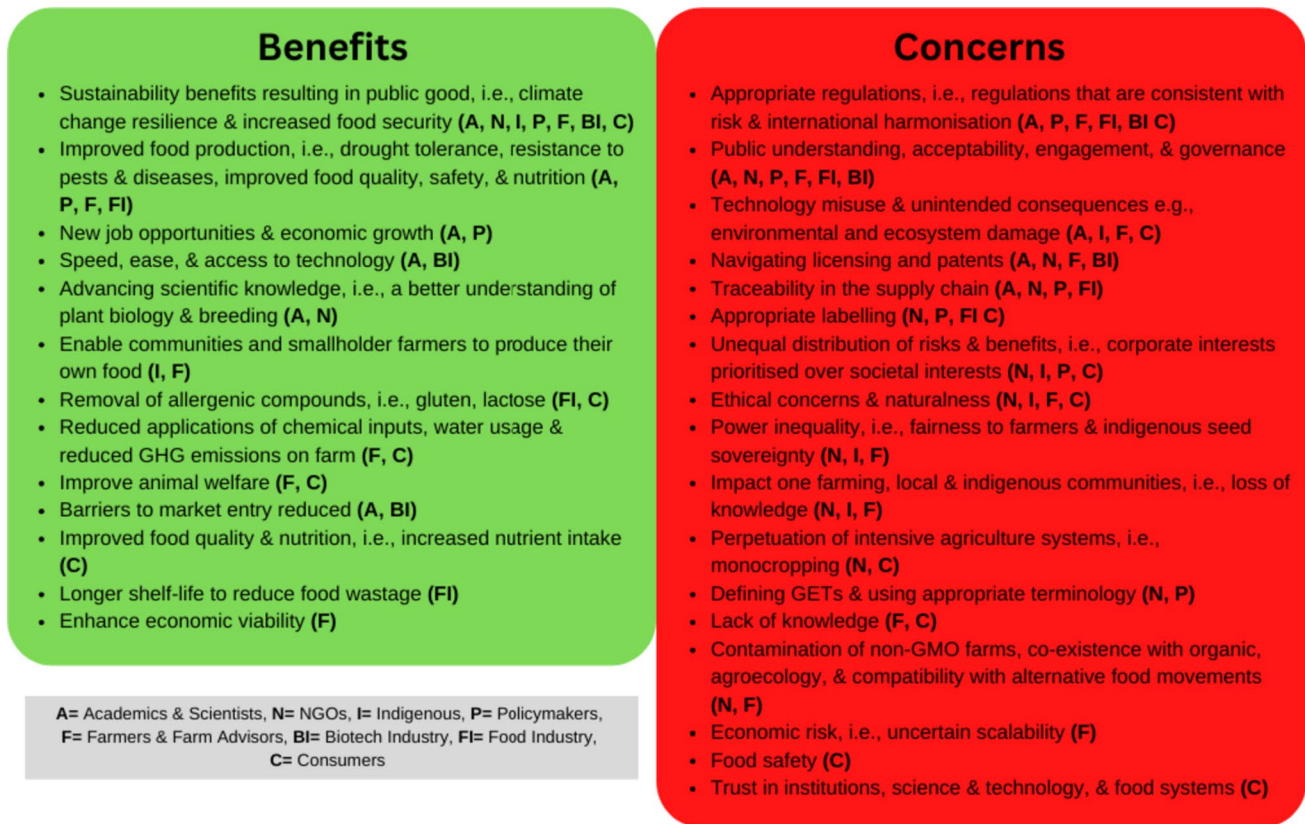 Benefits
• Sustainability benefits resulting in public good, i.e., climate
change resilience & increased food security (A, N, I, P, F, BI, C)
• Improved food production, i.e., drought tolerance, resistance to
pests & diseases, improved food quality, safety, & nutrition (A,
P, F, FI)
• New job opportunities & economic growth (A, P)
• Speed, ease, & access to technology (A, BI)
• Advancing scientific knowledge, i.e., a better understanding of
plant biology & breeding (A, N)
• Enable communities and smallholder farmers to produce their
own food (I, F)
• Removal of allergenic compounds, i.e., gluten, lactose (FI, C)
• Reduced applications of chemical inputs, water usage &
reduced GHG emissions on farm (F, C)
• Improve animal welfare (F, C)
• Barriers to market entry reduced (A, BI)
• Improved food quality & nutrition, i.e., increased nutrient intake
(C)
• Longer shelf-life to reduce food wastage (FI)
• Enhance economic viability (F)
A= Academics & Scientists, N= NGOs, I= Indigenous, P= Policymakers,
F= Farmers & Farm Advisors, BI= Biotech Industry, FI= Food Industry,
C= Consumers
Concerns
• Appropriate regulations, i.e., regulations that are consistent with
risk & international harmonisation (A, P, F, FI, BI C)
• Public understanding, acceptability, engagement, & governance
(A, N, P, F, FI, BI)
• Technology misuse & unintended consequences e.g.,
environmental and ecosystem damage (A, I, F, C)
• Navigating licensing and patents (A, N, F, BI)
• Traceability in the supply chain (A, N, P, FI)
• Appropriate labelling (N, P, FI C)
• Unequal distribution of risks & benefits, i.e., corporate interests
prioritised over societal interests (N, I, P, C)
• Ethical concerns & naturalness (N, I, F, C)
• Power inequality, i.e., fairness to farmers & indigenous seed
sovereignty (N, I, F)
• Impact one farming, local & indigenous communities, i.e., loss of
knowledge (N, I, F)
• Perpetuation of intensive agriculture systems, i.e.,
monocropping (N, C)
• Defining GETs & using appropriate terminology (N, P)
• Lack of knowledge (F, C)
• Contamination of non-GMO farms, co-existence with organic,
agroecology, & compatibility with alternative food movements
(N, F)
• Economic risk, i.e., uncertain scalability (F)
• Food safety (C)
• Trust in institutions, science & technology, & food systems (C)